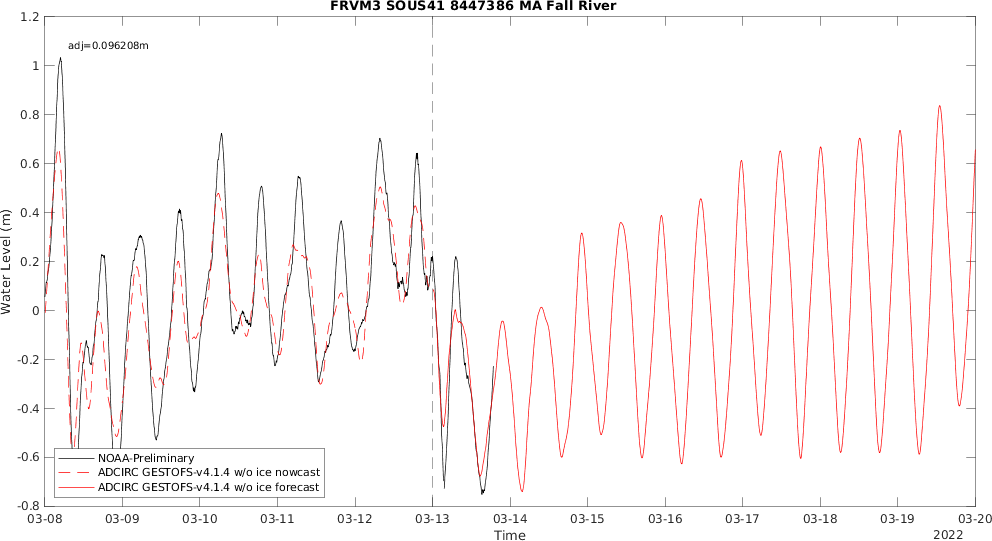 FRVM3 SOUS41 8447386 MA Fall River
1.2
1
0.8
0.6
0.4
0.2
0
-0.2
-0.4
-0.6
-0.8
Water Level (m)
adj=0.096208m
NOAA-Preliminary
ADCIRC GESTOFS-v4.1.4 w/o ice nowcast
ADCIRC GESTOFS-v4.1.4 w/o ice forecast
03-08 03-09 03-10 03-11 03-12 03-13 03-14 03-15 03-16 03-17 03-18 03-19 03-20
Time
2022